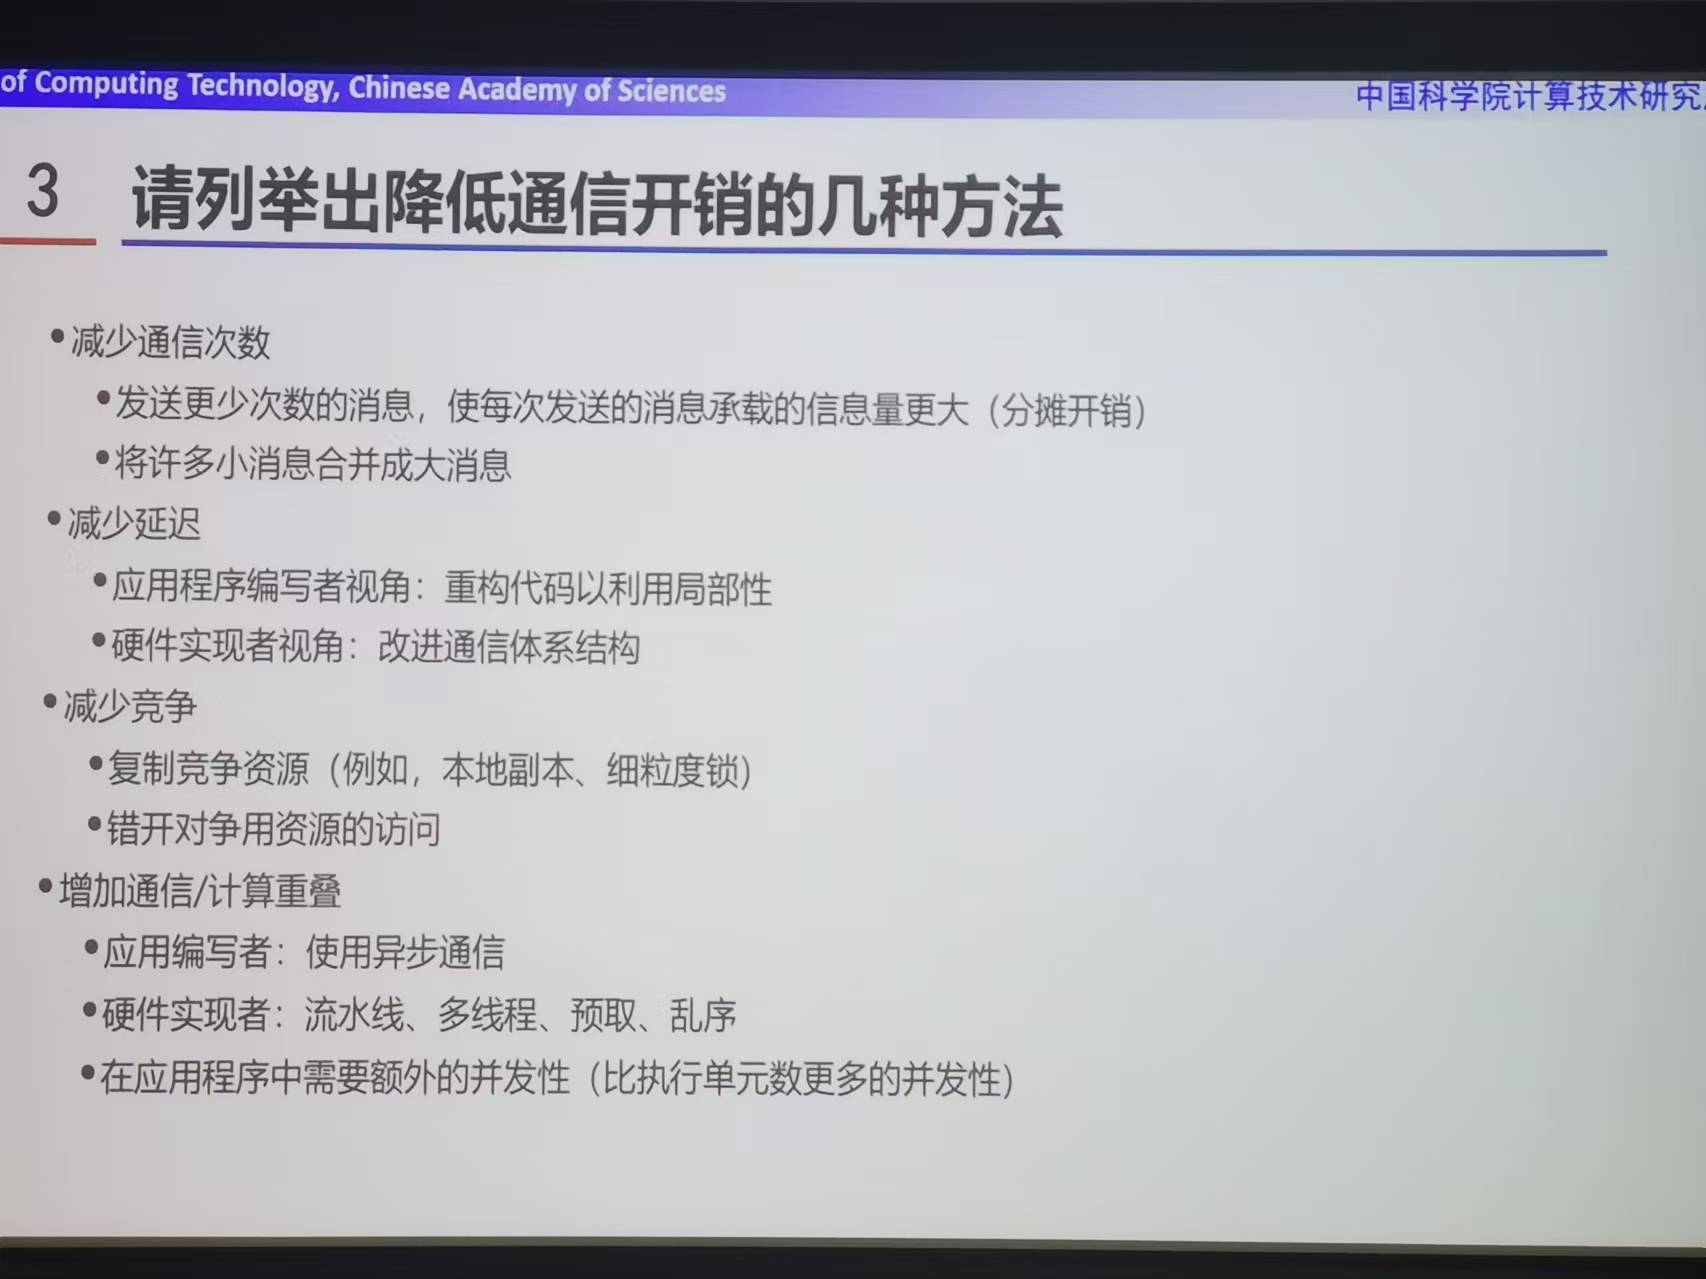 of Computing Technology, Chinese Academy of Sciences
中国科学院计算技术研究
3 请列举出降低通信开销的几种方法
•减少通信次数
•发送更少次数的消息，使每次发送的消息承载的信息量更大（分摊开销）
•将许多小消息合并成大消息
•减少延迟
•应用程序编写者视角：重构代码以利用局部性
•硬件实现者视角：改进通信体系结构
•减少竞争
•复制竞争资源（例如，本地副本、细粒度锁）
•错开对争用资源的访问
•增加通信/计算重叠
•应用编写者：使用异步通信
•硬件实现者：流水线、多线程、预取、乱序
•在应用程序中需要额外的并发性（比执行单元数更多的并发性）